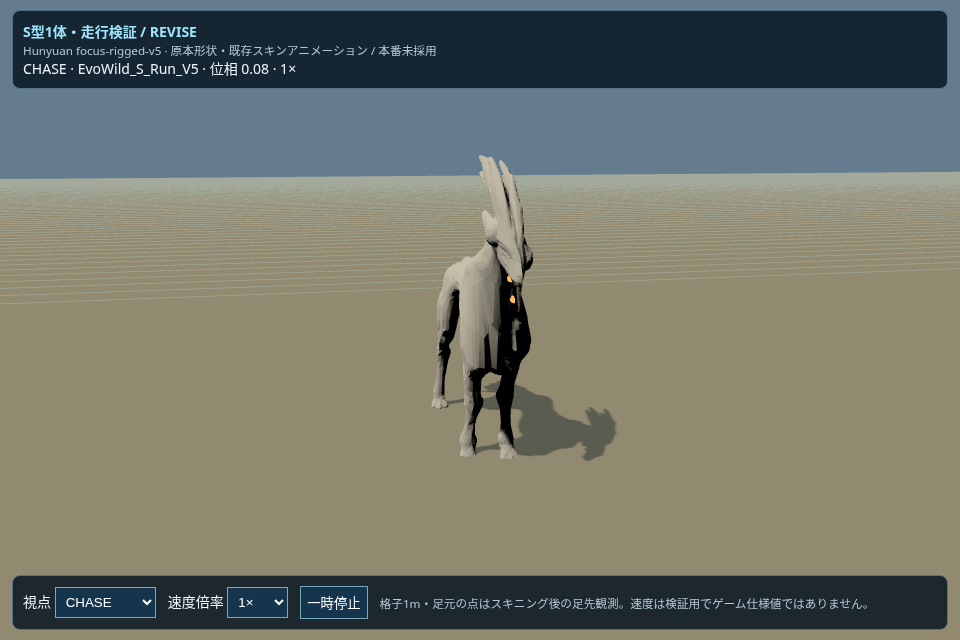 S型1体・走行検証 / REVISE
Hunyuan focus-rigged-v5 · 原本形状・既存スキンアニメーション / 本番未採用
CHASE · EvoWild_S_Run_V5 · 位相 0.08 · 1×
視点 CHASE 速度倍率 1× 一時停止 格子1m・足元の点はスキニング後の足先観測。速度は検証用でゲーム仕様値ではありません。